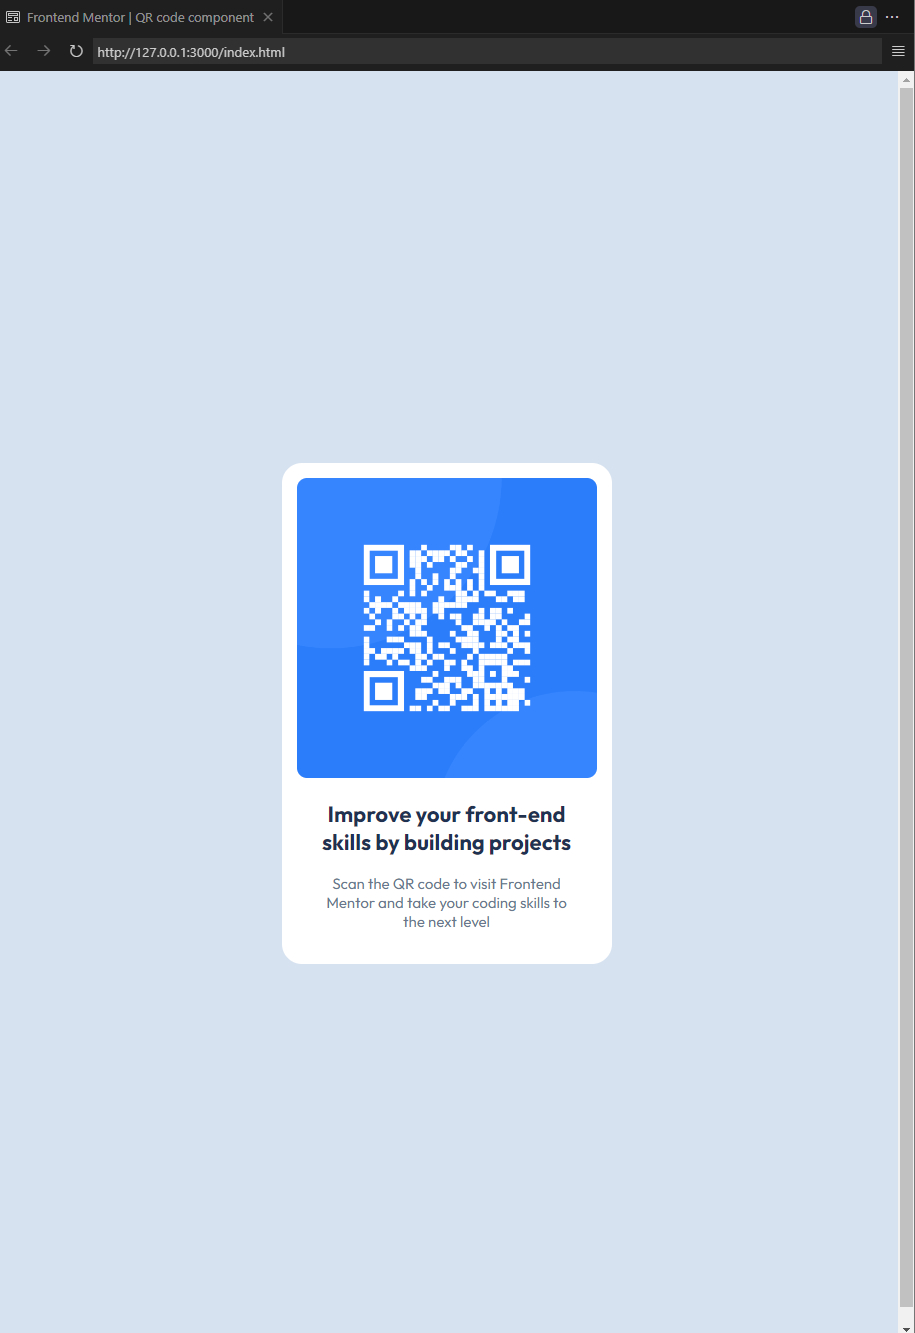 Frontend Mentor | QR code component
http://127.0.0.1:3000/index.html
Improve your front-end
skills by building projects
Scan the QR code to visit Frontend
Mentor and take your coding skills to
the next level